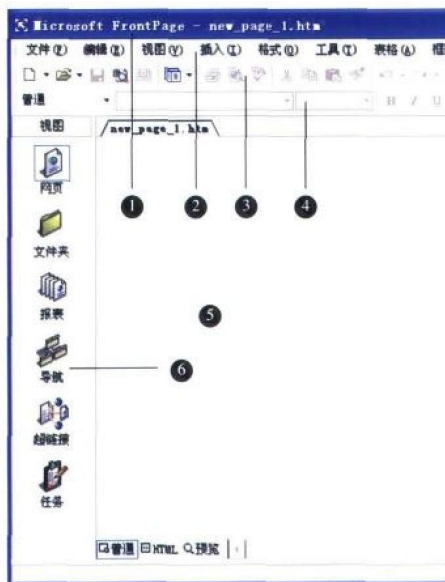 Microsoft FrontPage - new_page_1.htm
文件(F) 编辑(E) 视图(V) 插入(I) 格式(O) 工具(T) 表格(A) 框
普通 B I U
视图 new_page_1.htm
网页
1 2 3 4
文件夹
报表
5
6
导航
超链接
任务
普通 HTML 预览